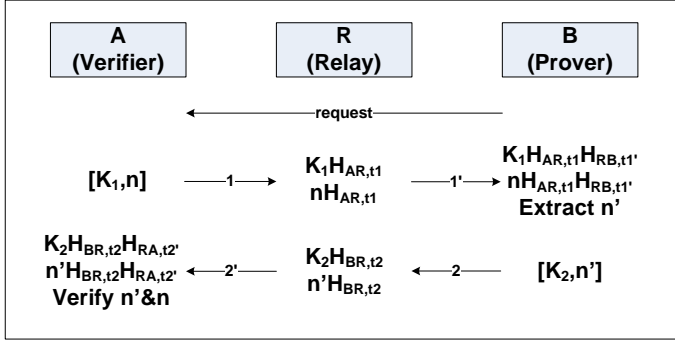 A
(Verifier)
R
(Relay)
B
(Prover)
request
[K1,n]
1
K1HAR,t1
nHAR,t1
1'
K1HAR,t1HRB,t1'
nHAR,t1HRB,t1'
Extract n'
K2HBR,t2HRA,t2'
n'HBR,t2HRA,t2'
Verify n'&n
2'
K2HBR,t2
n'HBR,t2
2
[K2,n']